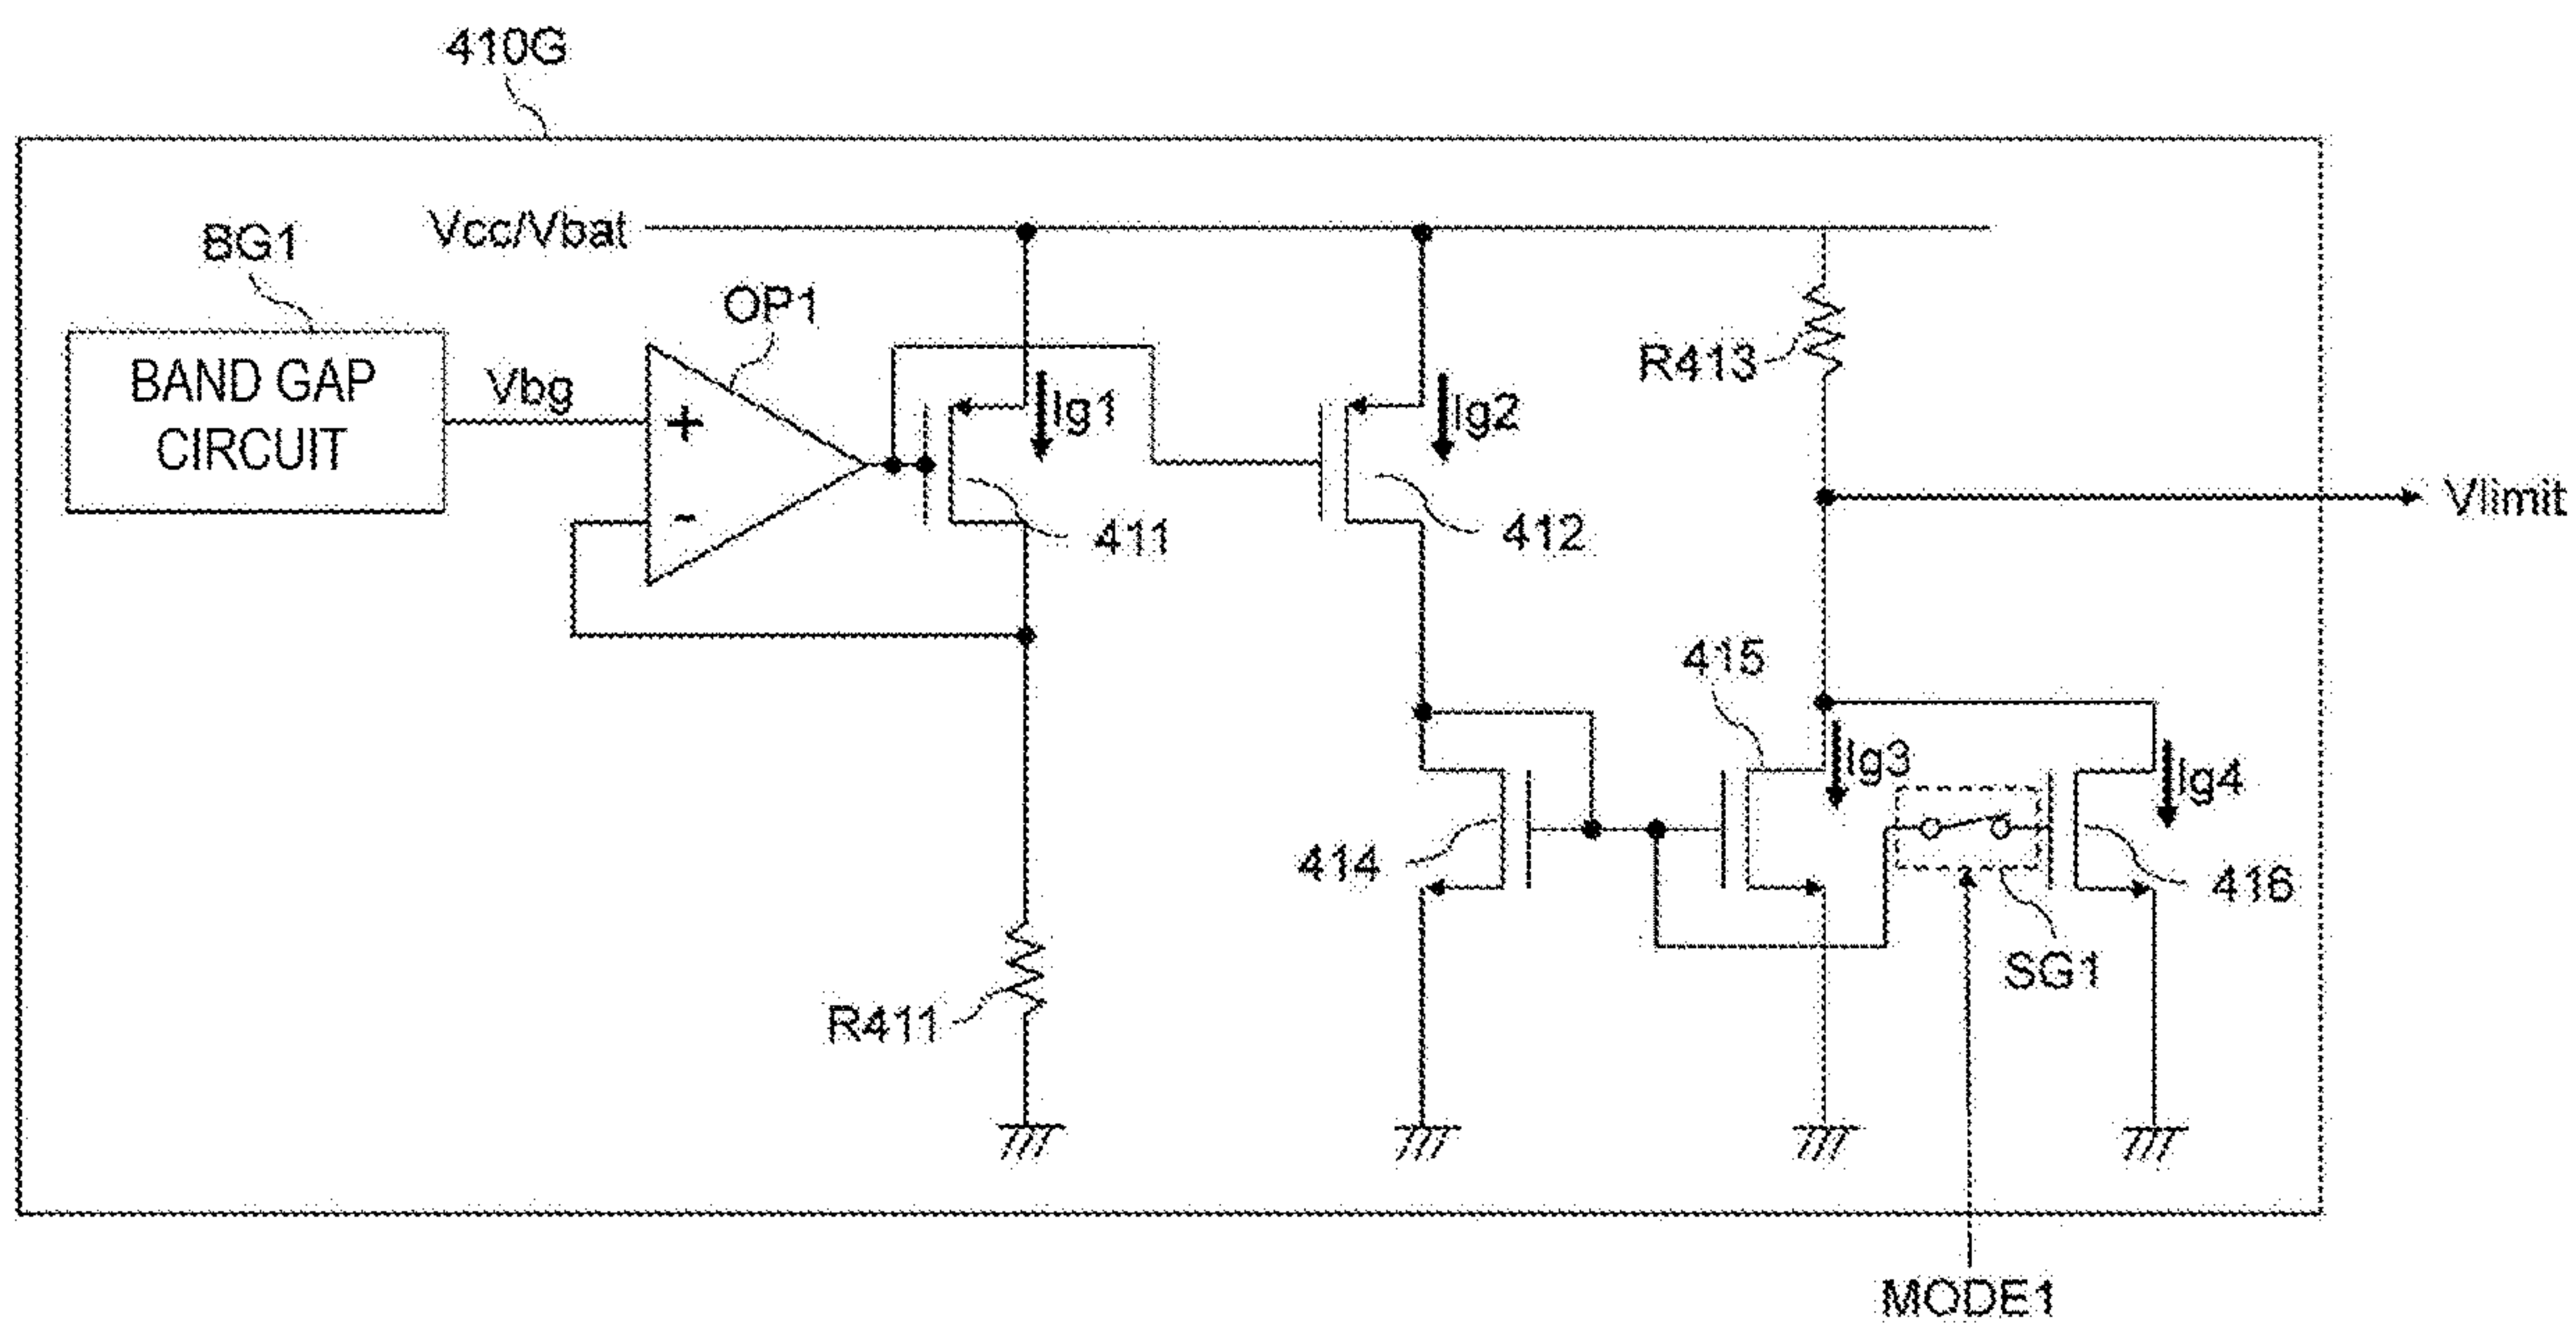 410G
Vcc/Vbat
BG1
OP1
BAND GAP
CIRCUIT
Vbg
+
-
Ig1
Ig2
R413
411
412
Vlimit
415
Ig3
Ig4
414
416
SG1
R411
MODE1